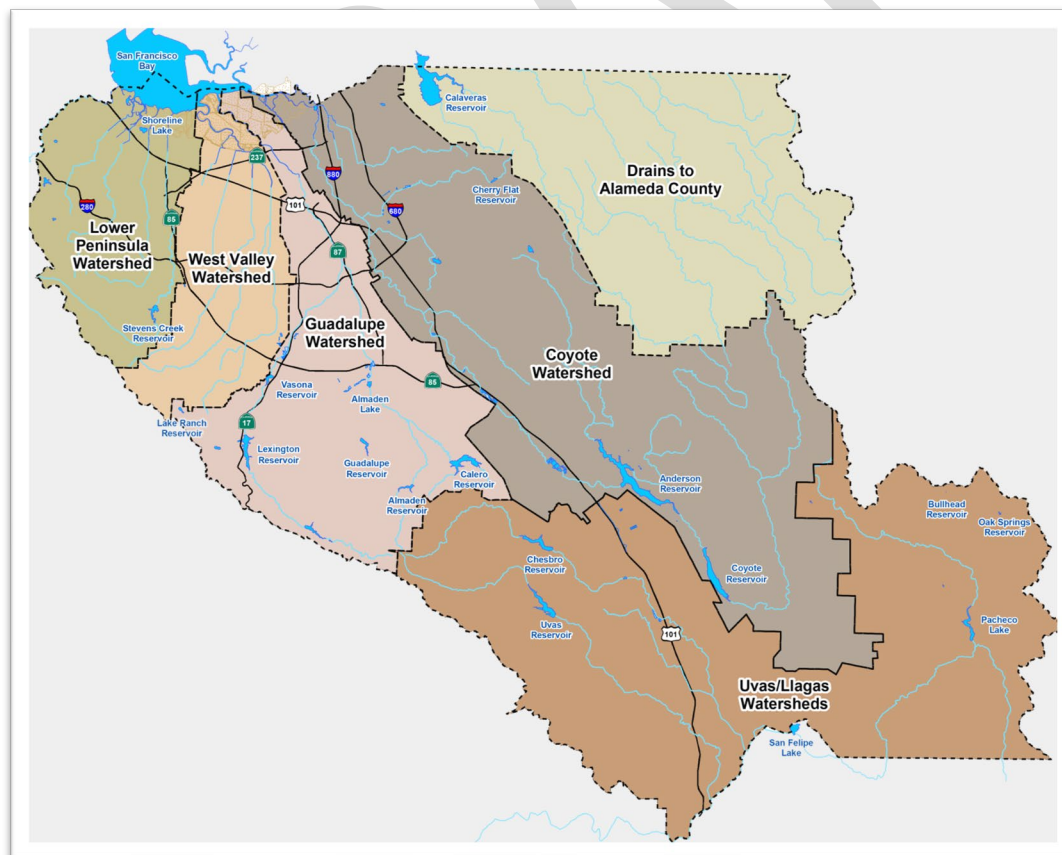 San Francisco
Bay
Calaveras
Reservoir
Shoreline
Lake
237
880
Drains to
Alameda County
Cherry Flat
Reservoir
280
101
680
85
Lower
Peninsula
Watershed
87
West Valley
Watershed
Stevens Creek
Reservoir
Guadalupe
Watershed
Coyote
Watershed
Vasona
Reservoir
85
Almaden
Lake
Lake Ranch
Reservoir
17
Lexington
Reservoir
Guadalupe
Reservoir
Calero
Reservoir
Anderson
Reservoir
Almaden
Reservoir
Bullhead
Reservoir
Oak Springs
Reservoir
Chesbro
Reservoir
Coyote
Reservoir
Uvas
Reservoir
101
Pacheco
Lake
Uvas/Llagas
Watersheds
San Felipe
Lake